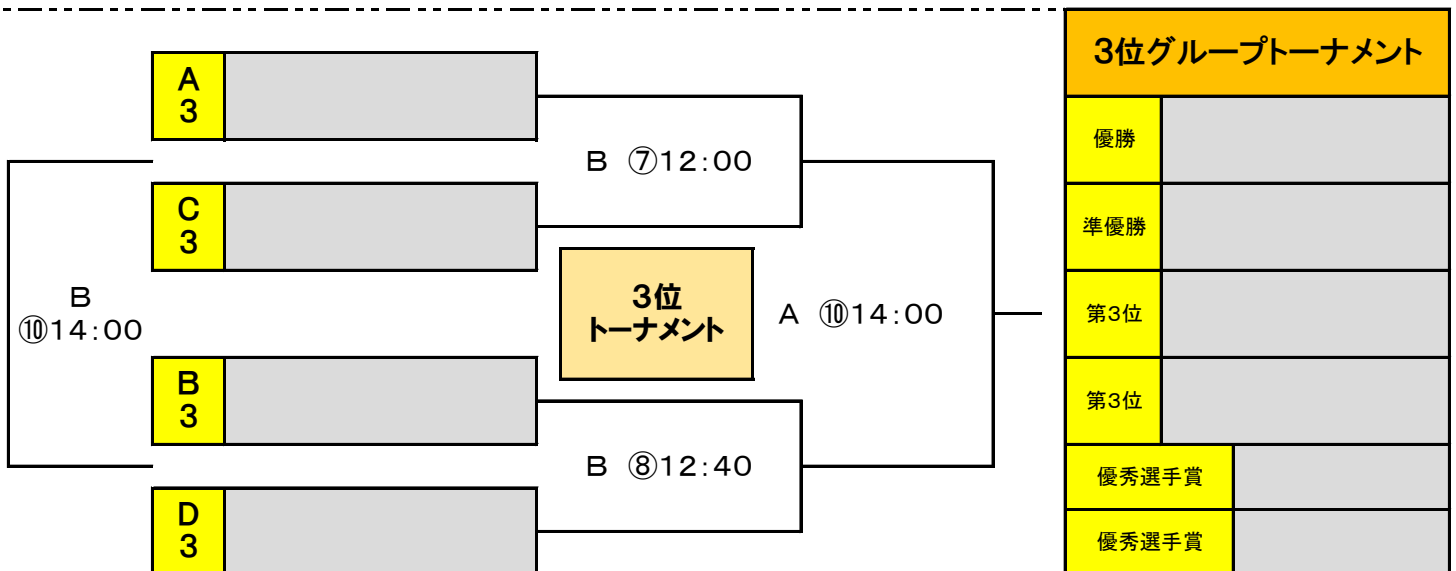 3位グループトーナメント
A
3
B ⑦12:00
C
3
B
⑩14:00
3位
トーナメント
A ⑩14:00
B
3
B ⑧12:40
D
3
優勝
準優勝
第3位
第3位
優秀選手賞
優秀選手賞